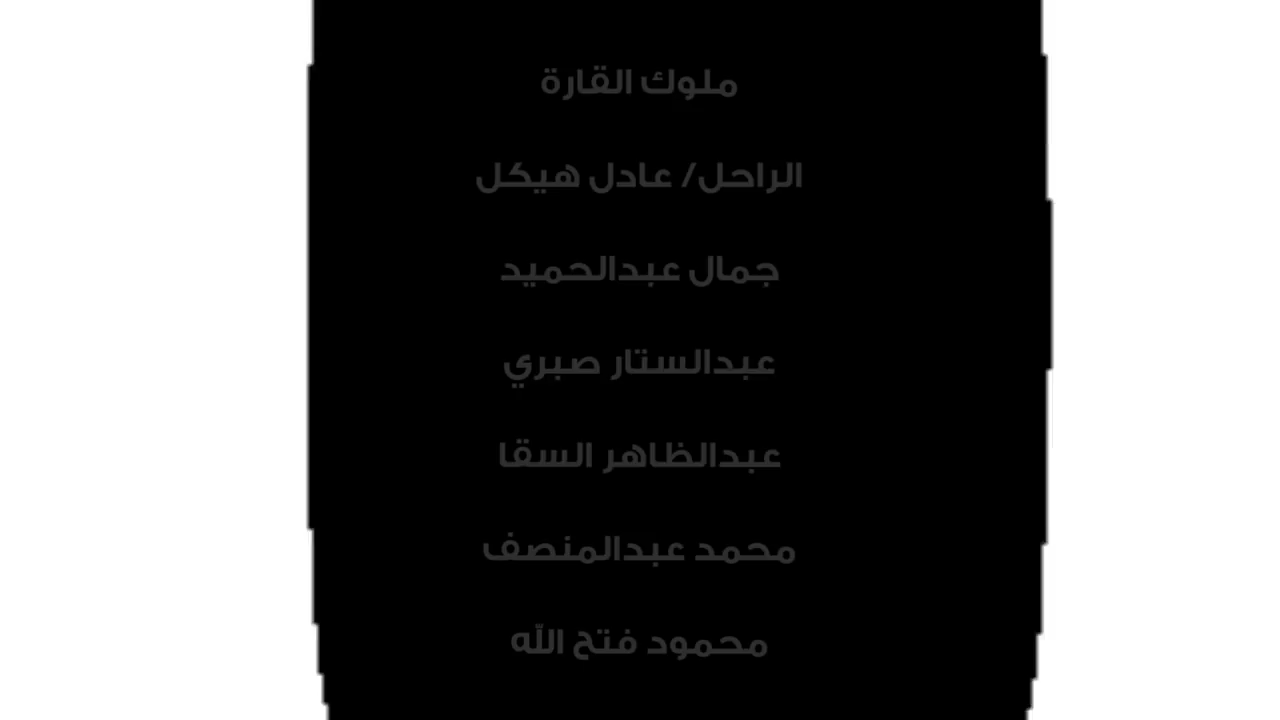 ملوك القارة
الراحل/ عادل هيكل
جمال عبدالحميد
عبدالستار صبري
عبدالظاهر السقا
محمد عبدالمنصف
محمود فتح الله